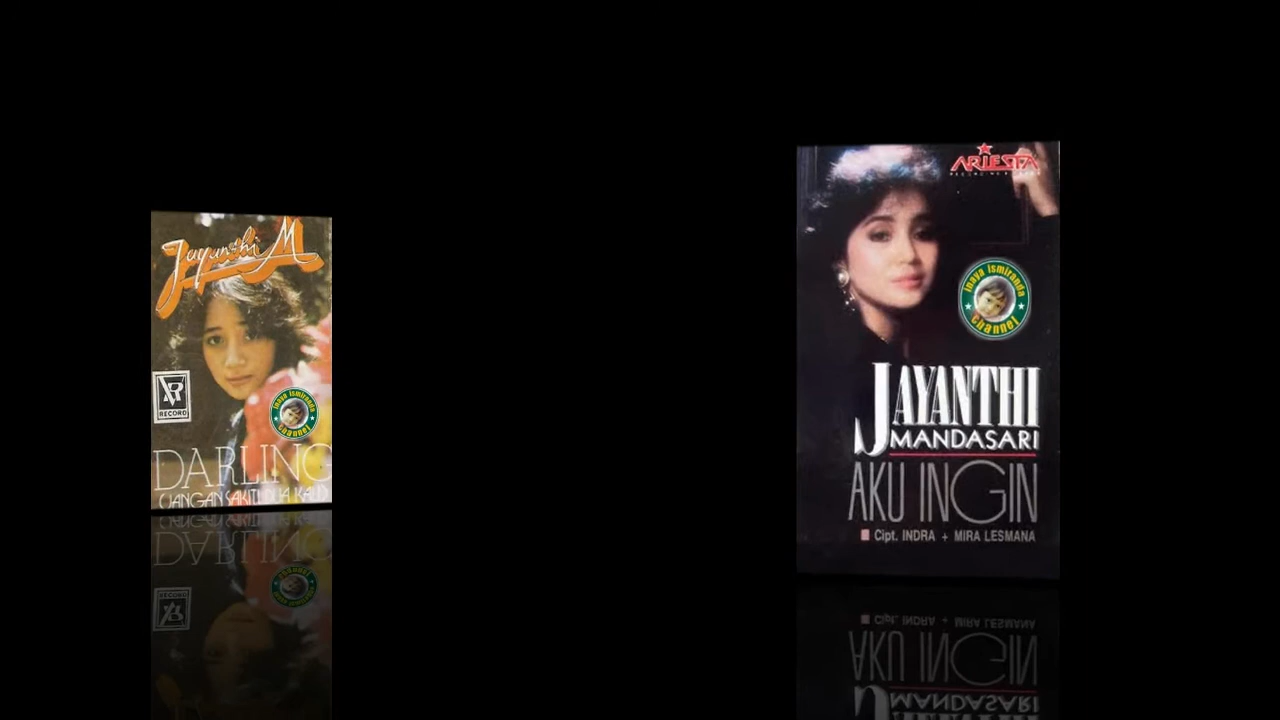 Jayanthi M
RECORD
inaya ismiranda
channel
DARLING
(JANGAN SAKITI DIA KAU)
ARIESTA
inaya ismiranda
channel
JAYANTHI
MANDASARI
AKU INGIN
Cipt. INDRA + MIRA LESMANA